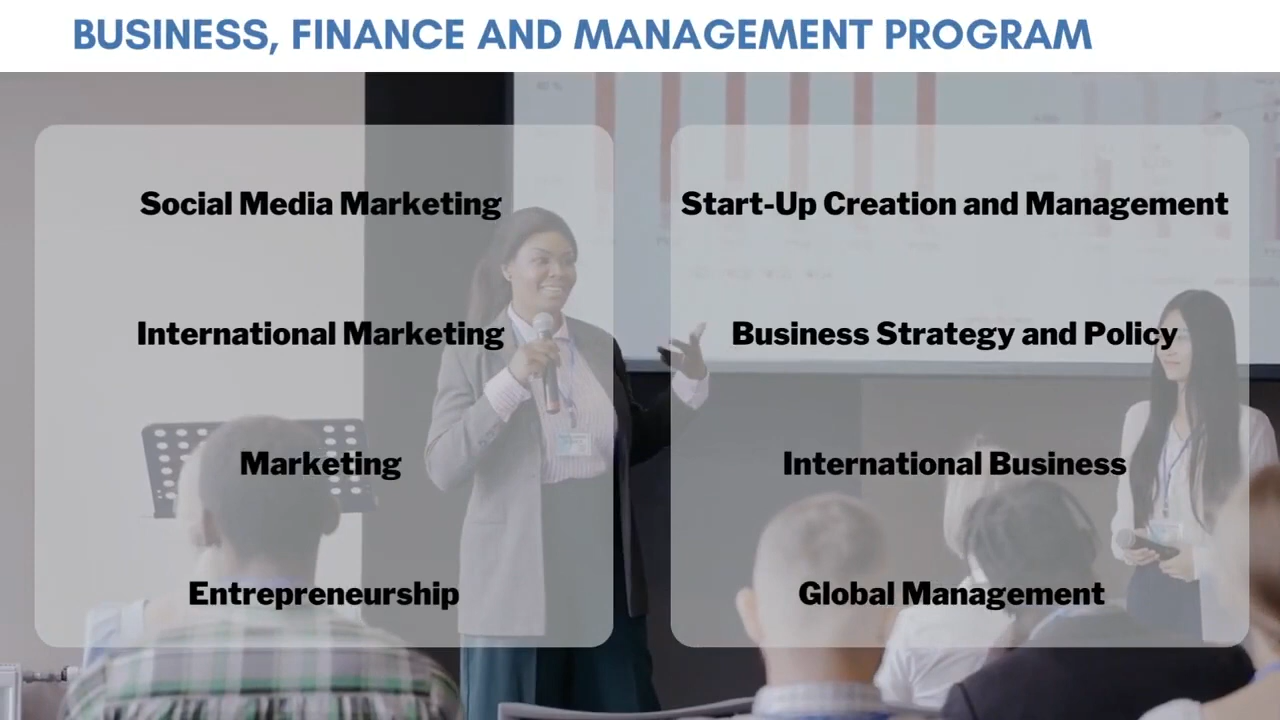 BUSINESS, FINANCE AND MANAGEMENT PROGRAM
Social Media Marketing
International Marketing
Marketing
Entrepreneurship
Start-Up Creation and Management
Business Strategy and Policy
International Business
Global Management